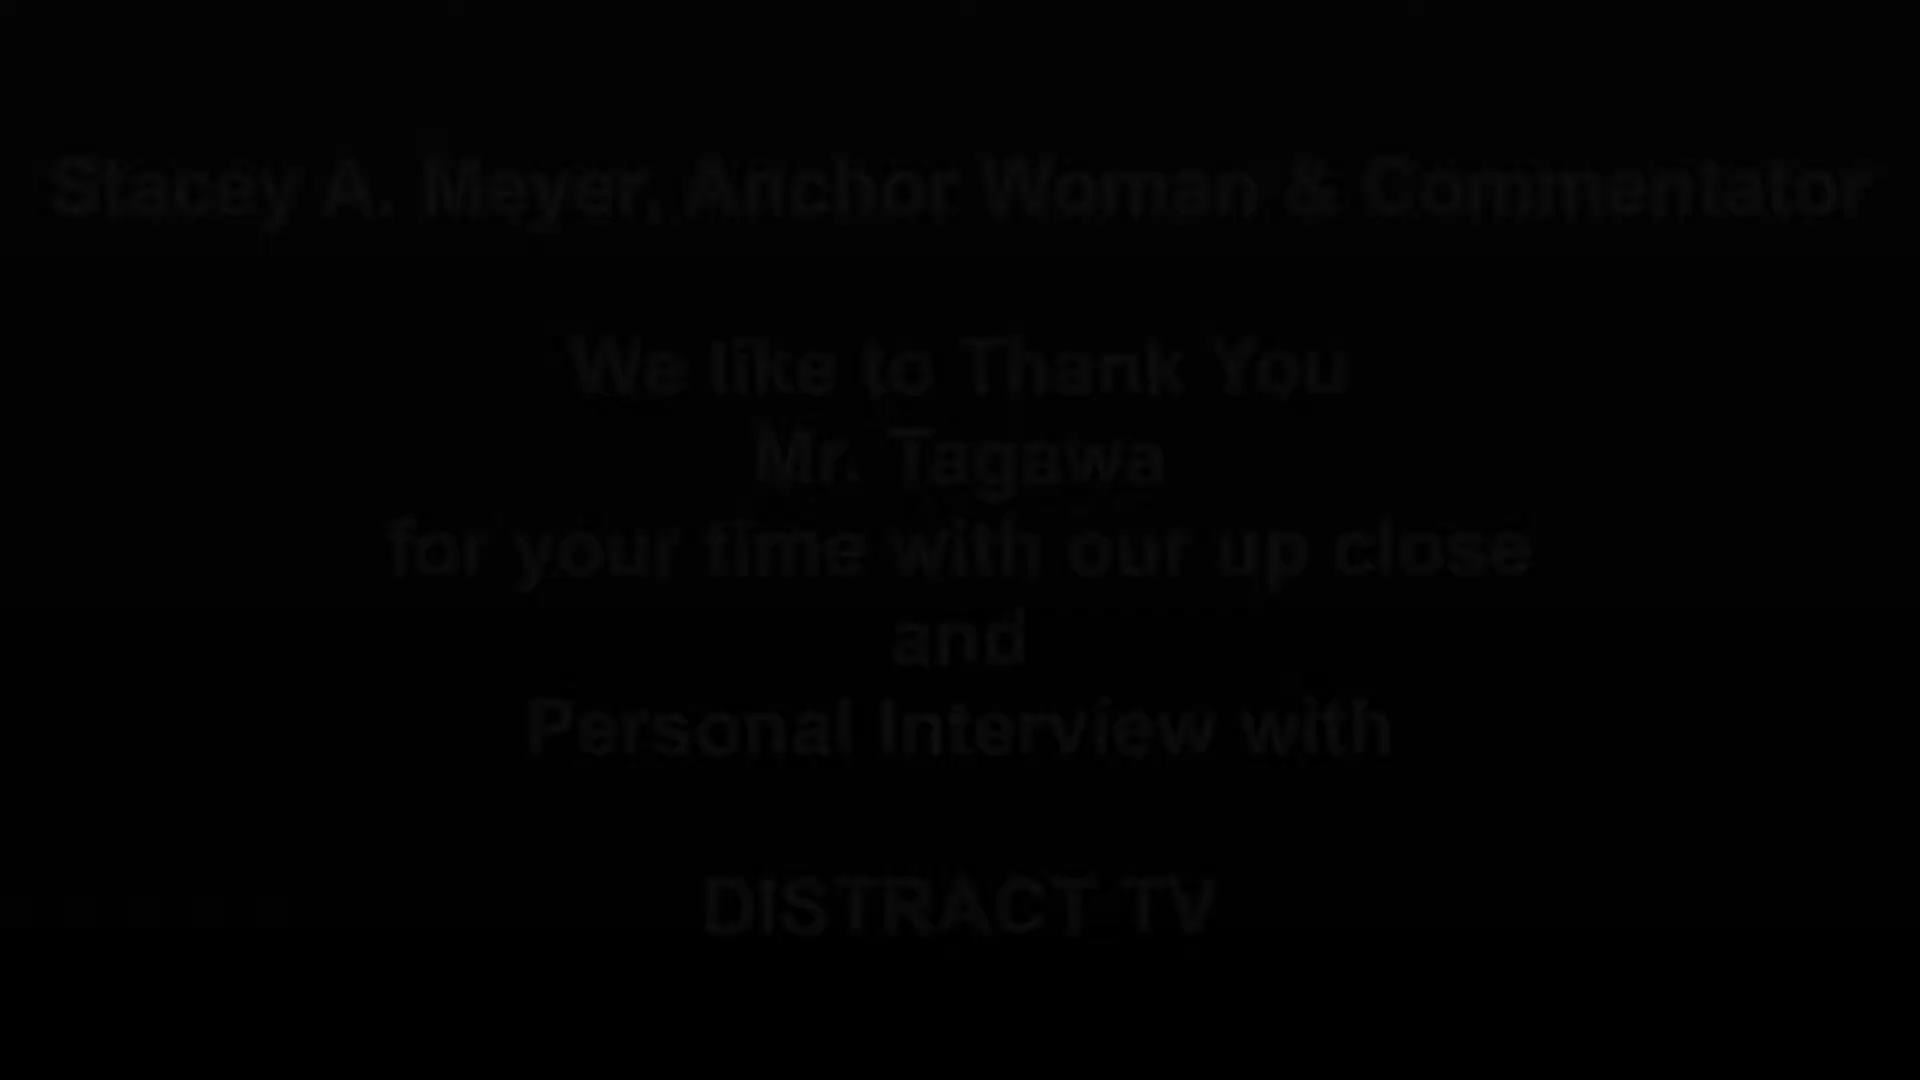 Stacey A. Meyer, Anchor Woman & Commentator
We like to Thank You
Mr. Tagawa
for your time with our up close
and
Personal Interview with
DISTRACT TV